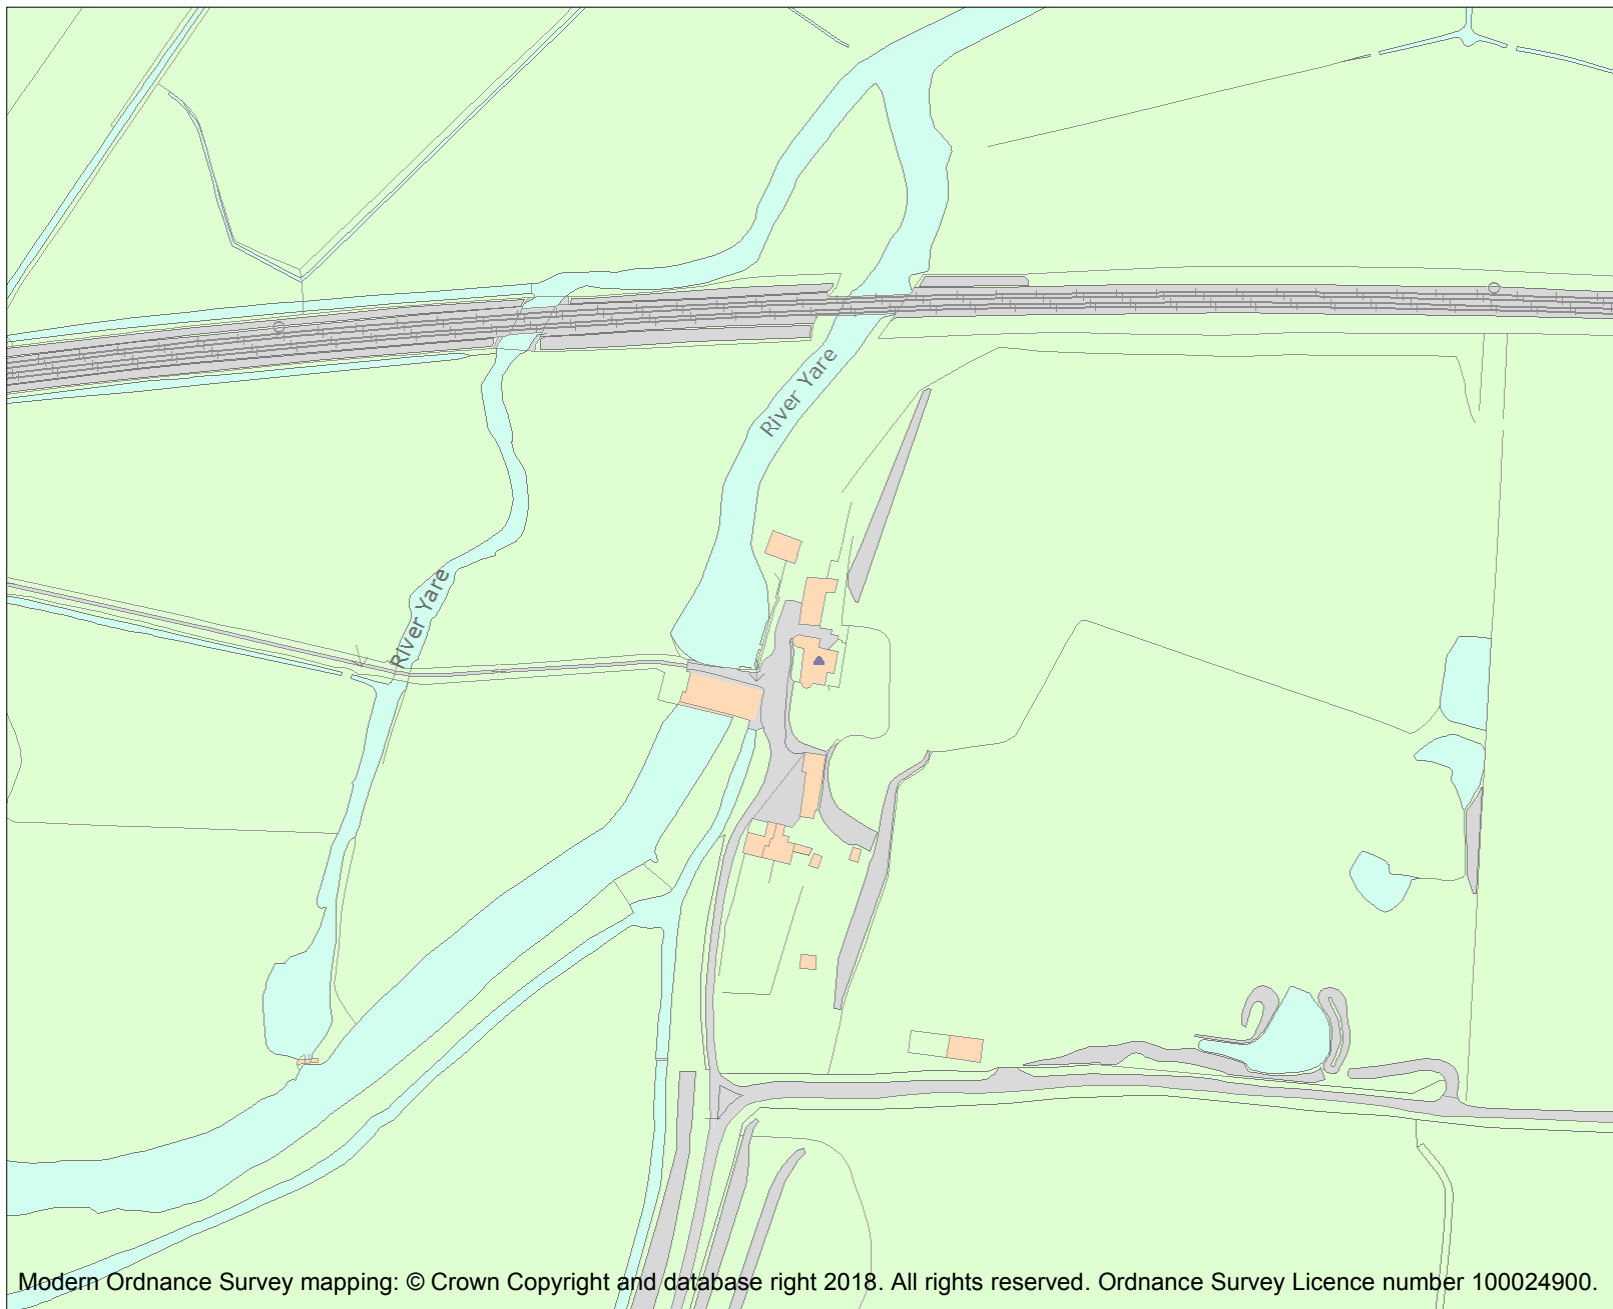 River Yare
River Yare
Modern Ordnance Survey mapping: © Crown Copyright and database right 2018. All rights reserved. Ordnance Survey Licence number 100024900.